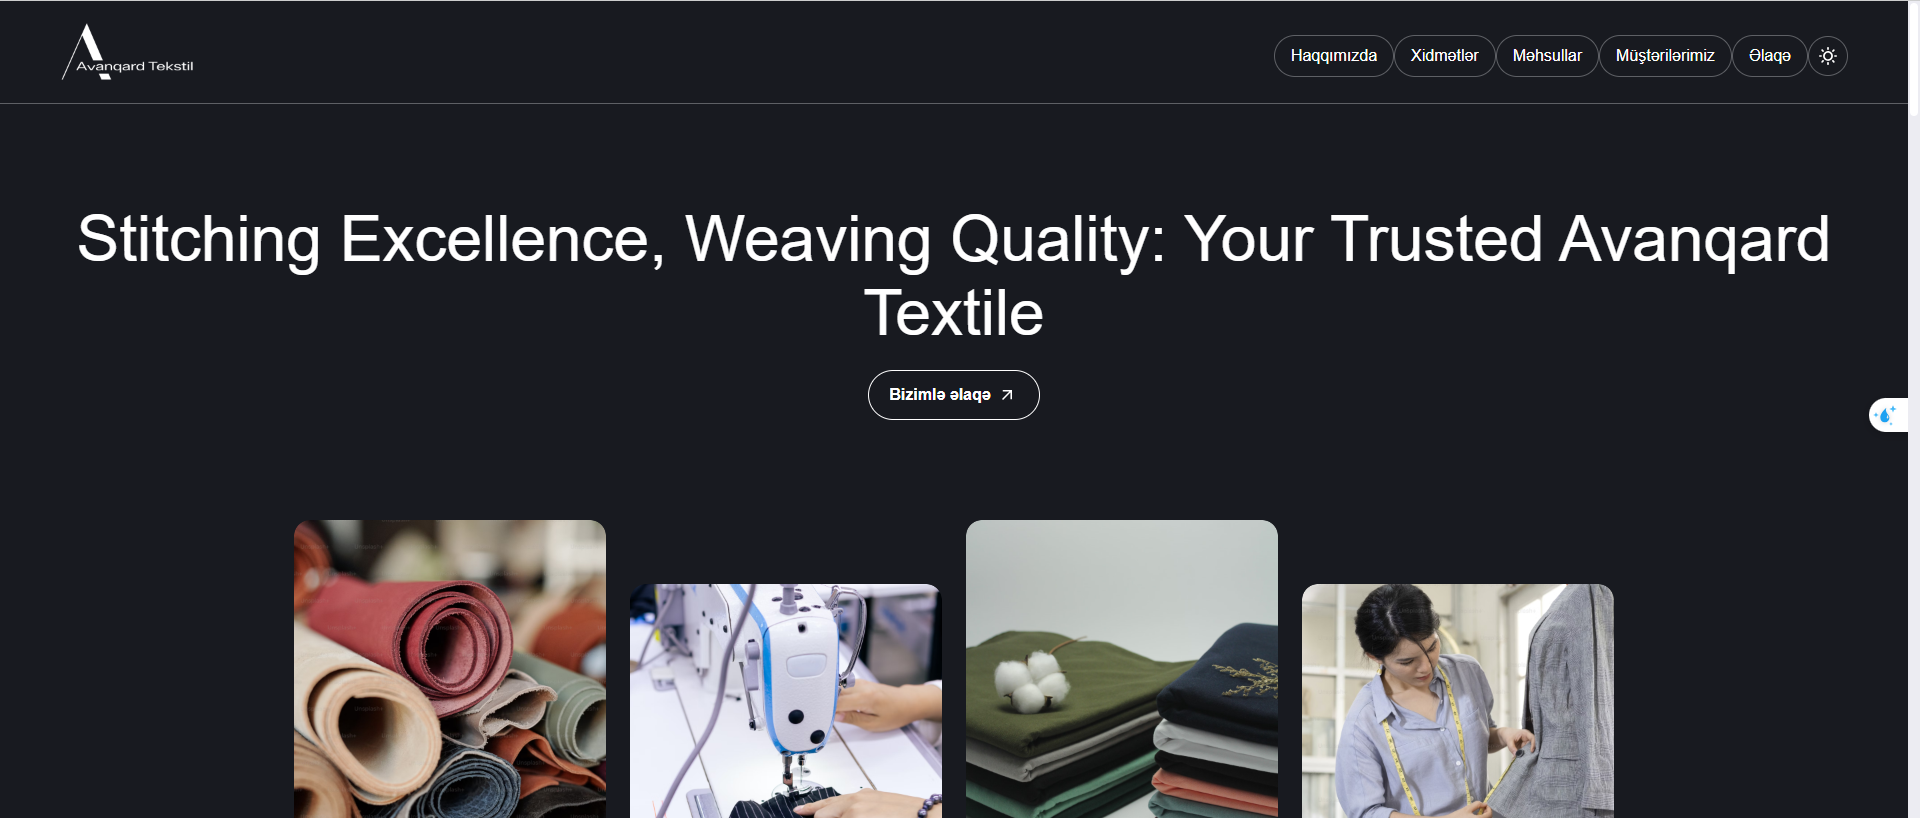 Avanqard Tekstil
Haqqımızda
Xidmətlər
Məhsullar
Müştərilərimiz
Əlaqə
Stitching Excellence, Weaving Quality: Your Trusted Avanqard
Textile
Bizimlə əlaqə